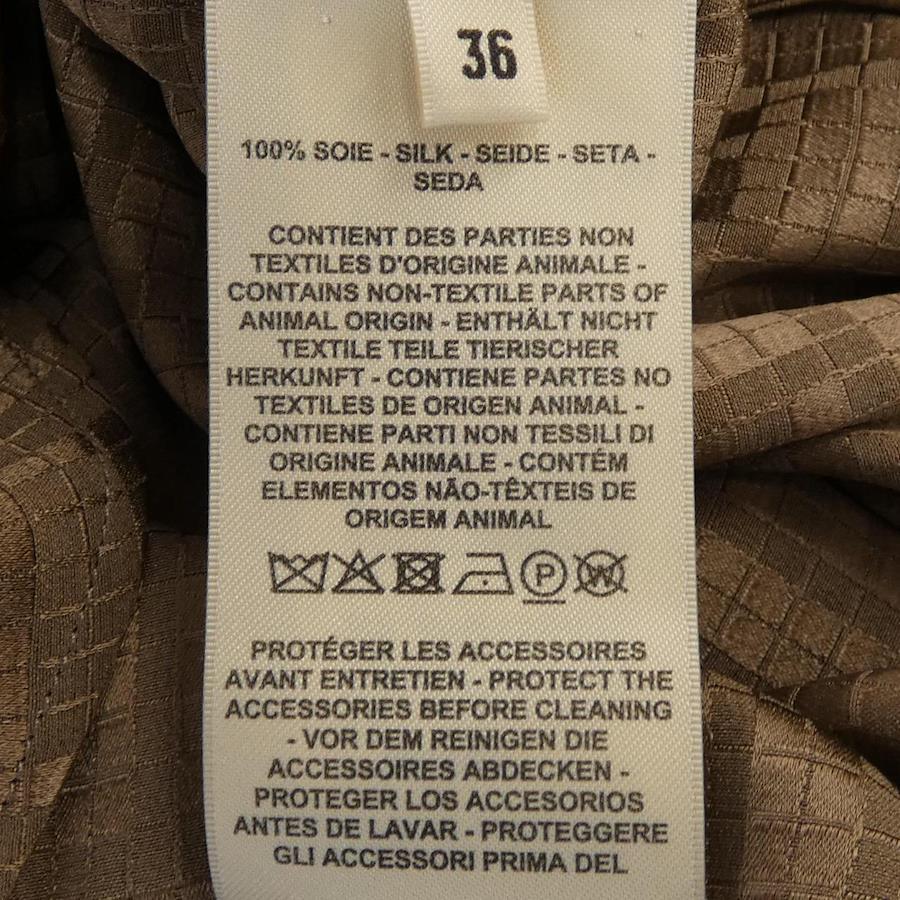 36
100% SOIE - SILK - SEIDE - SETA -
SEDA
CONTIENT DES PARTIES NON
TEXTILES D'ORIGINE ANIMALE -
CONTAINS NON-TEXTILE PARTS OF
ANIMAL ORIGIN - ENTHÄLT NICHT
TEXTILE TEILE TIERISCHER
HERKUNFT - CONTIENE PARTES NO
TEXTILES DE ORIGEN ANIMAL -
CONTIENE PARTI NON TESSILI DI
ORIGINE ANIMALE - CONTÉM
ELEMENTOS NÃO-TÊXTEIS DE
ORIGEM ANIMAL
P W
PROTÉGER LES ACCESSOIRES
AVANT ENTRETIEN - PROTECT THE
ACCESSORIES BEFORE CLEANING
- VOR DEM REINIGEN DIE
ACCESSOIRES ABDECKEN -
PROTEGER LOS ACCESORIOS
ANTES DE LAVAR - PROTEGGERE
GLI ACCESSORI PRIMA DEL